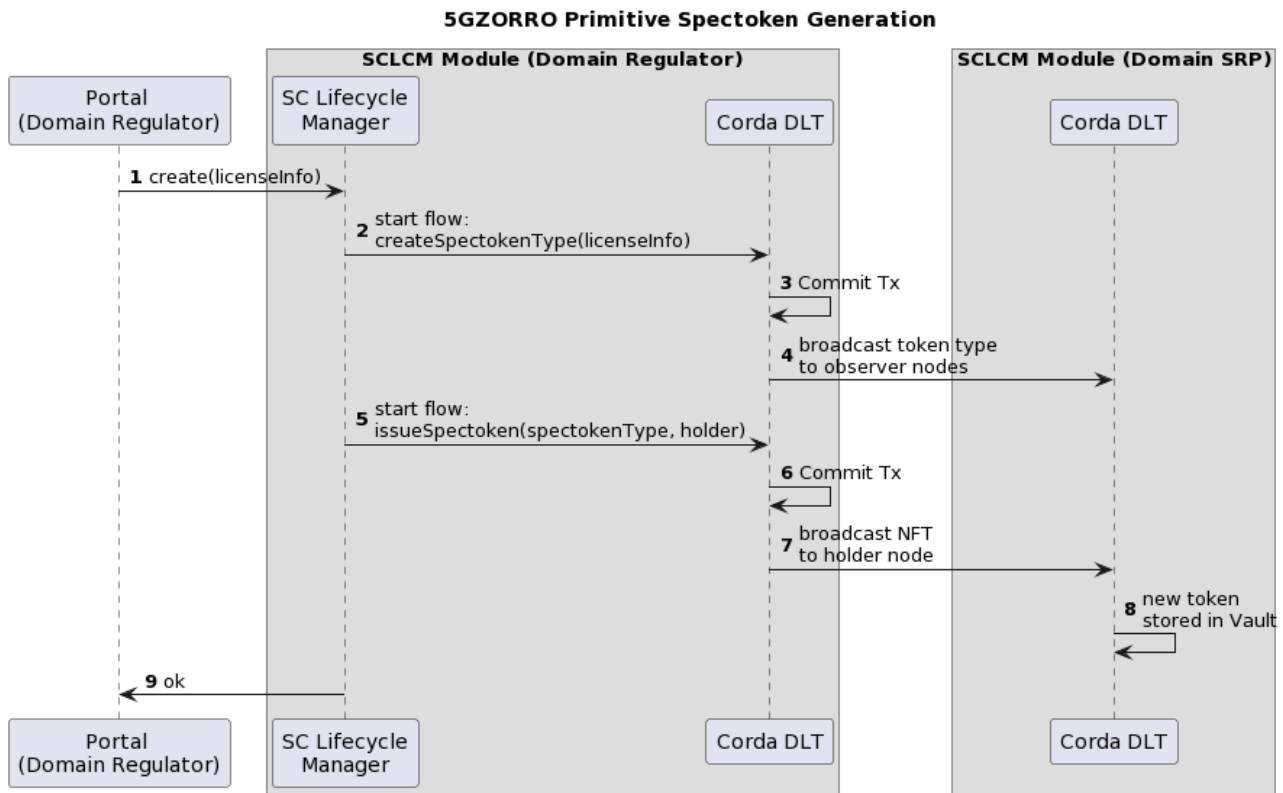 5GZORRO Primitive Spectoken Generation
SCLCM Module (Domain Regulator)
SCLCM Module (Domain SRP)
Portal
(Domain Regulator)
SC Lifecycle
Manager
Corda DLT
Corda DLT
1 create(licenseInfo)
2 start flow:
createSpectokenType(licenseInfo)
3 Commit Tx
4 broadcast token type
to observer nodes
5 start flow:
issueSpectoken(spectokenType, holder)
6 Commit Tx
7 broadcast NFT
to holder node
8 new token
stored in Vault
9 ok
Portal
(Domain Regulator)
SC Lifecycle
Manager
Corda DLT
Corda DLT